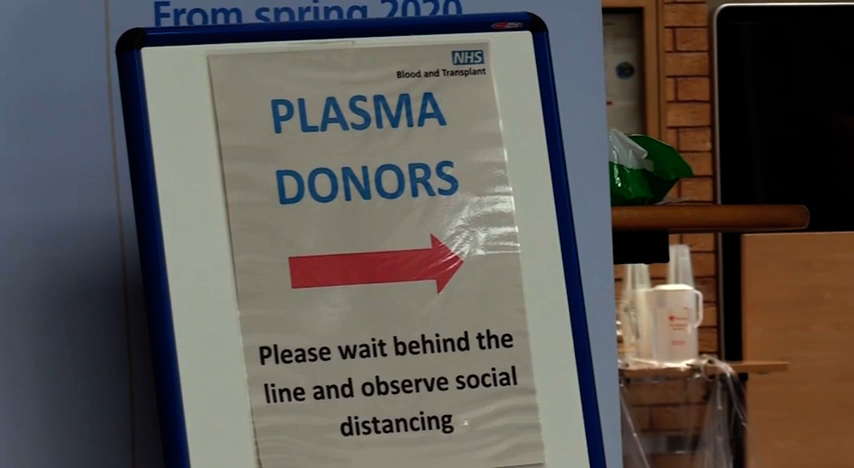 From spring 2020
NHS
Blood and Transplant
PLASMA
DONORS
Please wait behind the
line and observe social
distancing